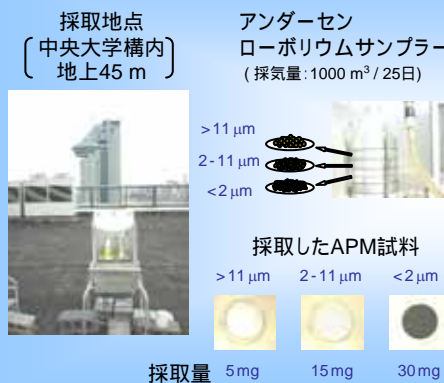 採取地点
中央大学構内
地上45 m
アンダーセン
ローボリウムサンプラー
(採気量:1000 m³ / 25日)
>11 μm
2-11 μm
<2 μm
採取したAPM試料
>11 μm 2-11 μm <2 μm
採取量 5mg 15mg 30mg